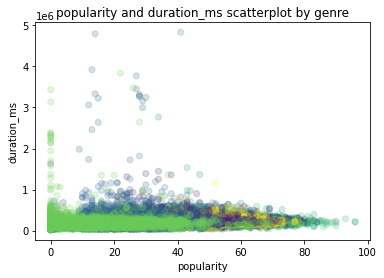 popularity and duration_ms scatterplot by genre
1e6
5
4
3
2
1
0
duration_ms
0 20 40 60 80 100
popularity